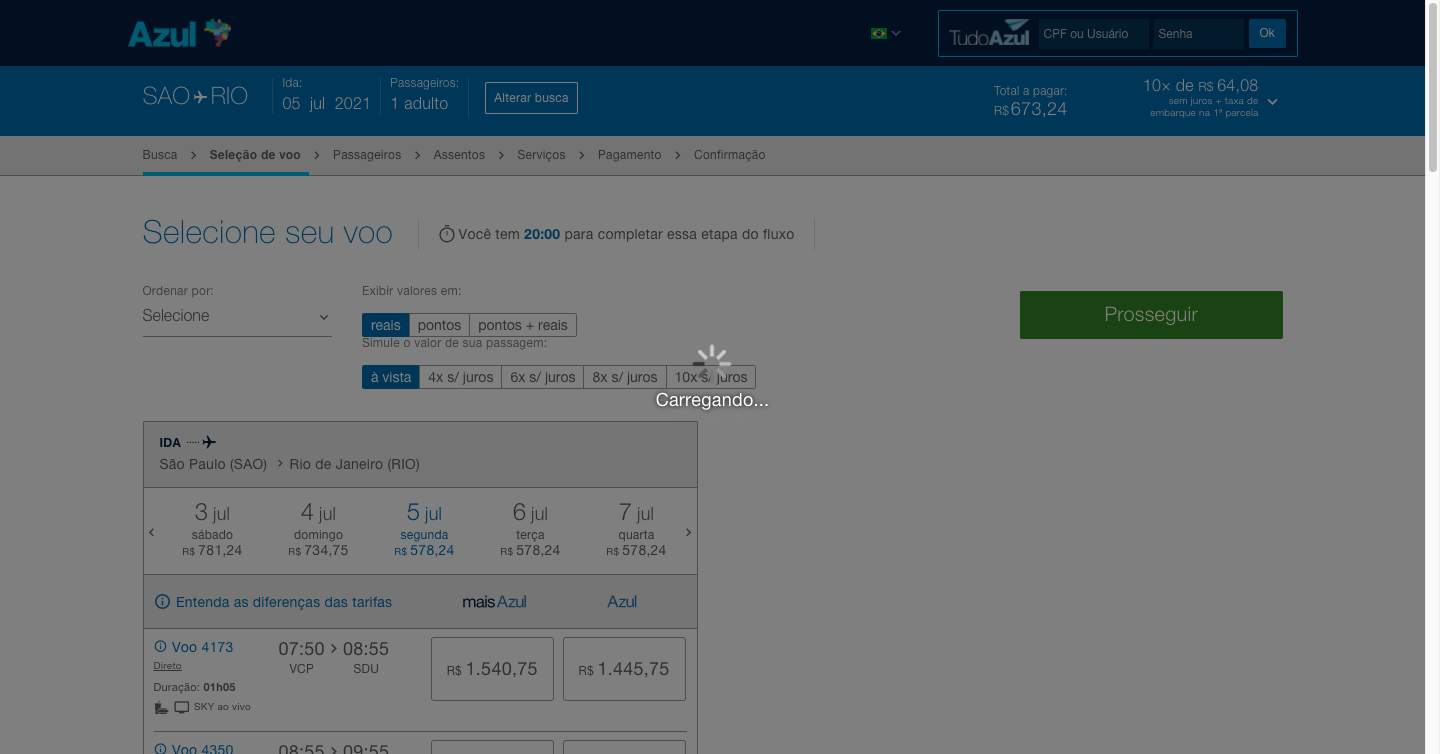 Azul
TudoAzul CPF ou Usuário Senha Ok
SAO RIO
Ida:
05 jul 2021
Passageiros:
1 adulto
Alterar busca
Total a pagar:
R$ 673,24
10x de R$ 64,08
sem juros + taxa de
embarque na 1ª parcela
Busca > Seleção de voo > Passageiros > Assentos > Serviços > Pagamento > Confirmação
Selecione seu voo
Você tem 20:00 para completar essa etapa do fluxo
Ordenar por:
Selecione
Exibir valores em:
reais pontos pontos + reais
Simule o valor de sua passagem:
à vista 4x s/ juros 6x s/ juros 8x s/ juros 10x s/ juros
Prosseguir
Carregando...
IDA
São Paulo (SAO) > Rio de Janeiro (RIO)
3 jul
sábado
R$ 781,24
4 jul
domingo
R$ 734,75
5 jul
segunda
R$ 578,24
6 jul
terça
R$ 578,24
7 jul
quarta
R$ 578,24
Entenda as diferenças das tarifas
maisAzul Azul
Voo 4173
Direto
Duração: 01h05
SKY ao vivo
07:50 > 08:55
VCP SDU
R$ 1.540,75 R$ 1.445,75
Voo 4350 08:55 > 09:55